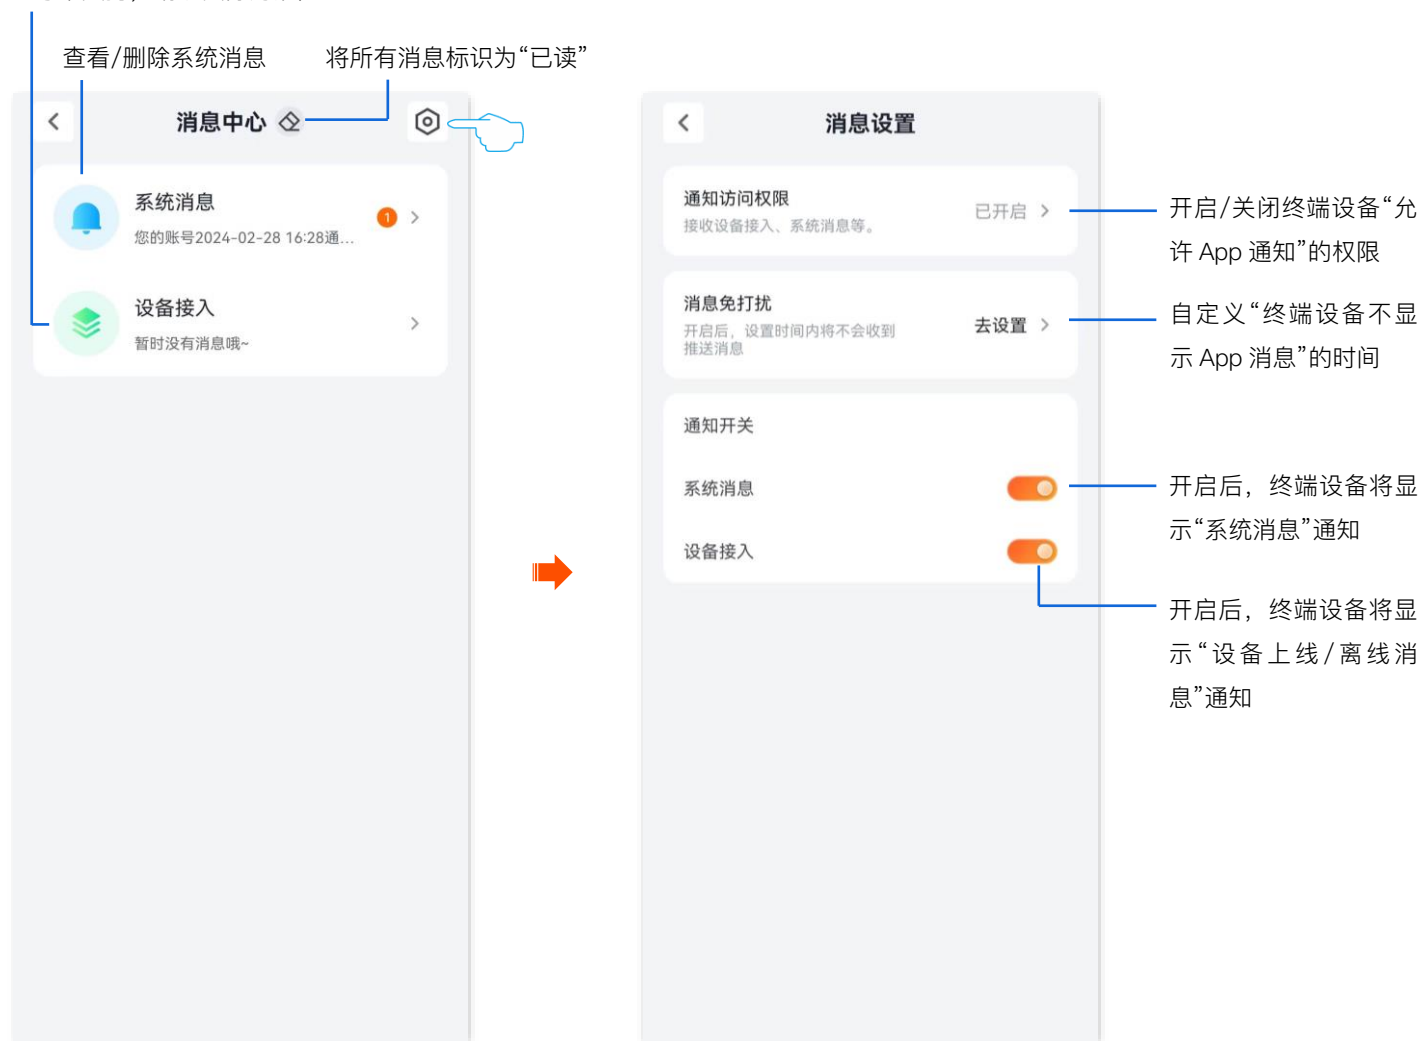 查看/删除系统消息
将所有消息标识为“已读”
消息中心
系统消息
1
您的账号2024-02-28 16:28通...
设备接入
暂时没有消息哦~
消息设置
通知访问权限
接收设备接入、系统消息等。
已开启
消息免打扰
开启后，设置时间内将不会收到
推送消息
去设置
通知开关
系统消息
设备接入
开启/关闭终端设备“允
许 App 通知”的权限
自定义“终端设备不显
示 App 消息”的时间
开启后，终端设备将显
示“系统消息”通知
开启后，终端设备将显
示“设备上线/离线消
息”通知